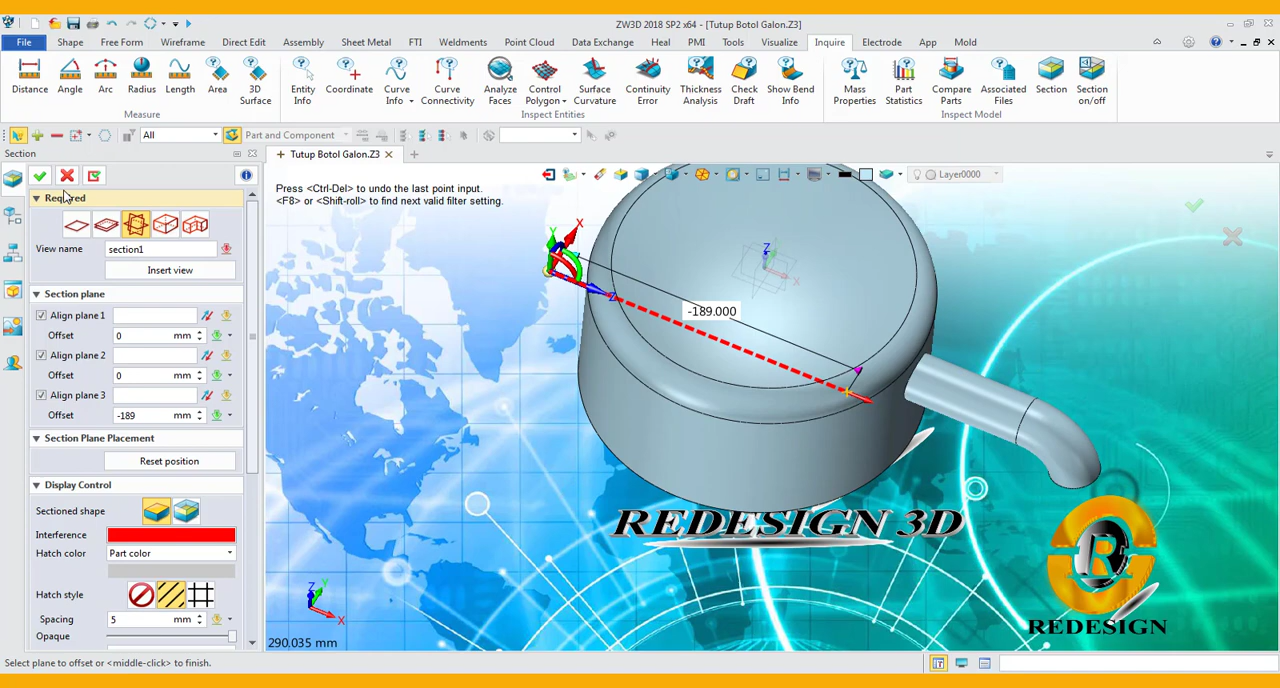 ZW3D 2018 SP2 x64 - [Tutup Botol Galon.Z3]
File Shape Free Form Wireframe Direct Edit Assembly Sheet Metal FTI Weldments Point Cloud Data Exchange Heal PMI Tools Visualize Inquire Electrode App Mold
Distance Angle Arc Radius Length Area 3D Surface Entity Info Coordinate Curve Info Curve Connectivity Analyze Faces Control Polygon Surface Curvature Continuity Error Thickness Analysis Check Draft Show Bend Info Mass Properties Part Statistics Compare Parts Associated Files Section Section on/off
Measure Inspect Entities Inspect Model
All Part and Component
Section
Tutup Botol Galon.Z3
Press <Ctrl-Del> to undo the last point input.
<F8> or <Shift-roll> to find next valid filter setting.
Layer0000
Required
View name section1
Insert view
Section plane
Align plane 1
Offset 0 mm
Align plane 2
Offset 0 mm
Align plane 3
Offset -189 mm
Section Plane Placement
Reset position
Display Control
Sectioned shape
Interference
Hatch color Part color
Hatch style
Spacing 5 mm
Opaque
Y X Z
Z X
-189.000
REDESIGN 3D
R
REDESIGN
Z Y X
290.035 mm
Select plane to offset or <middle-click> to finish.